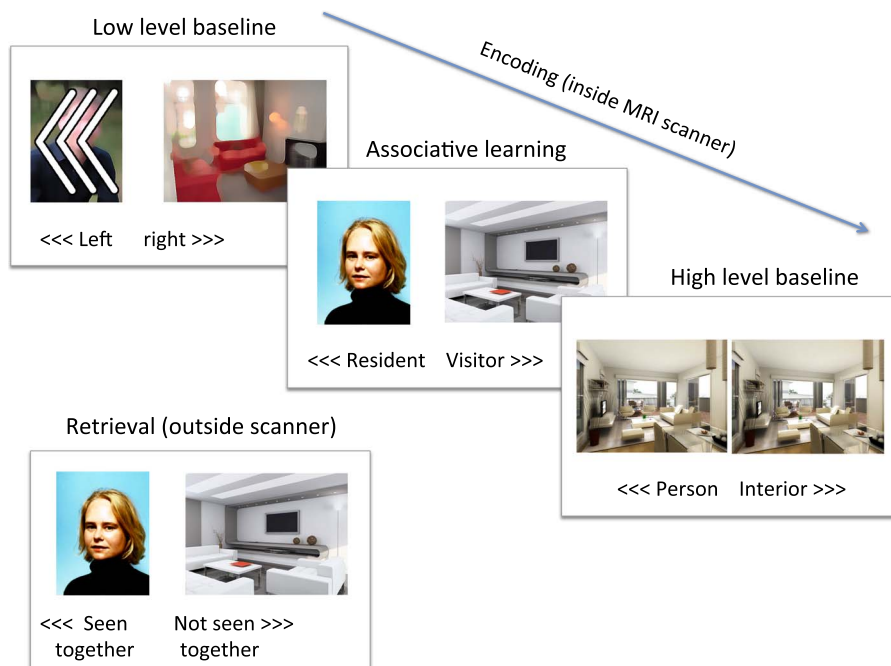 Low level baseline
Encoding (inside MRI scanner)
<<< Left right >>>
Associative learning
<<< Resident Visitor >>>
High level baseline
<<< Person Interior >>>
Retrieval (outside scanner)
<<< Seen Not seen >>>
together together